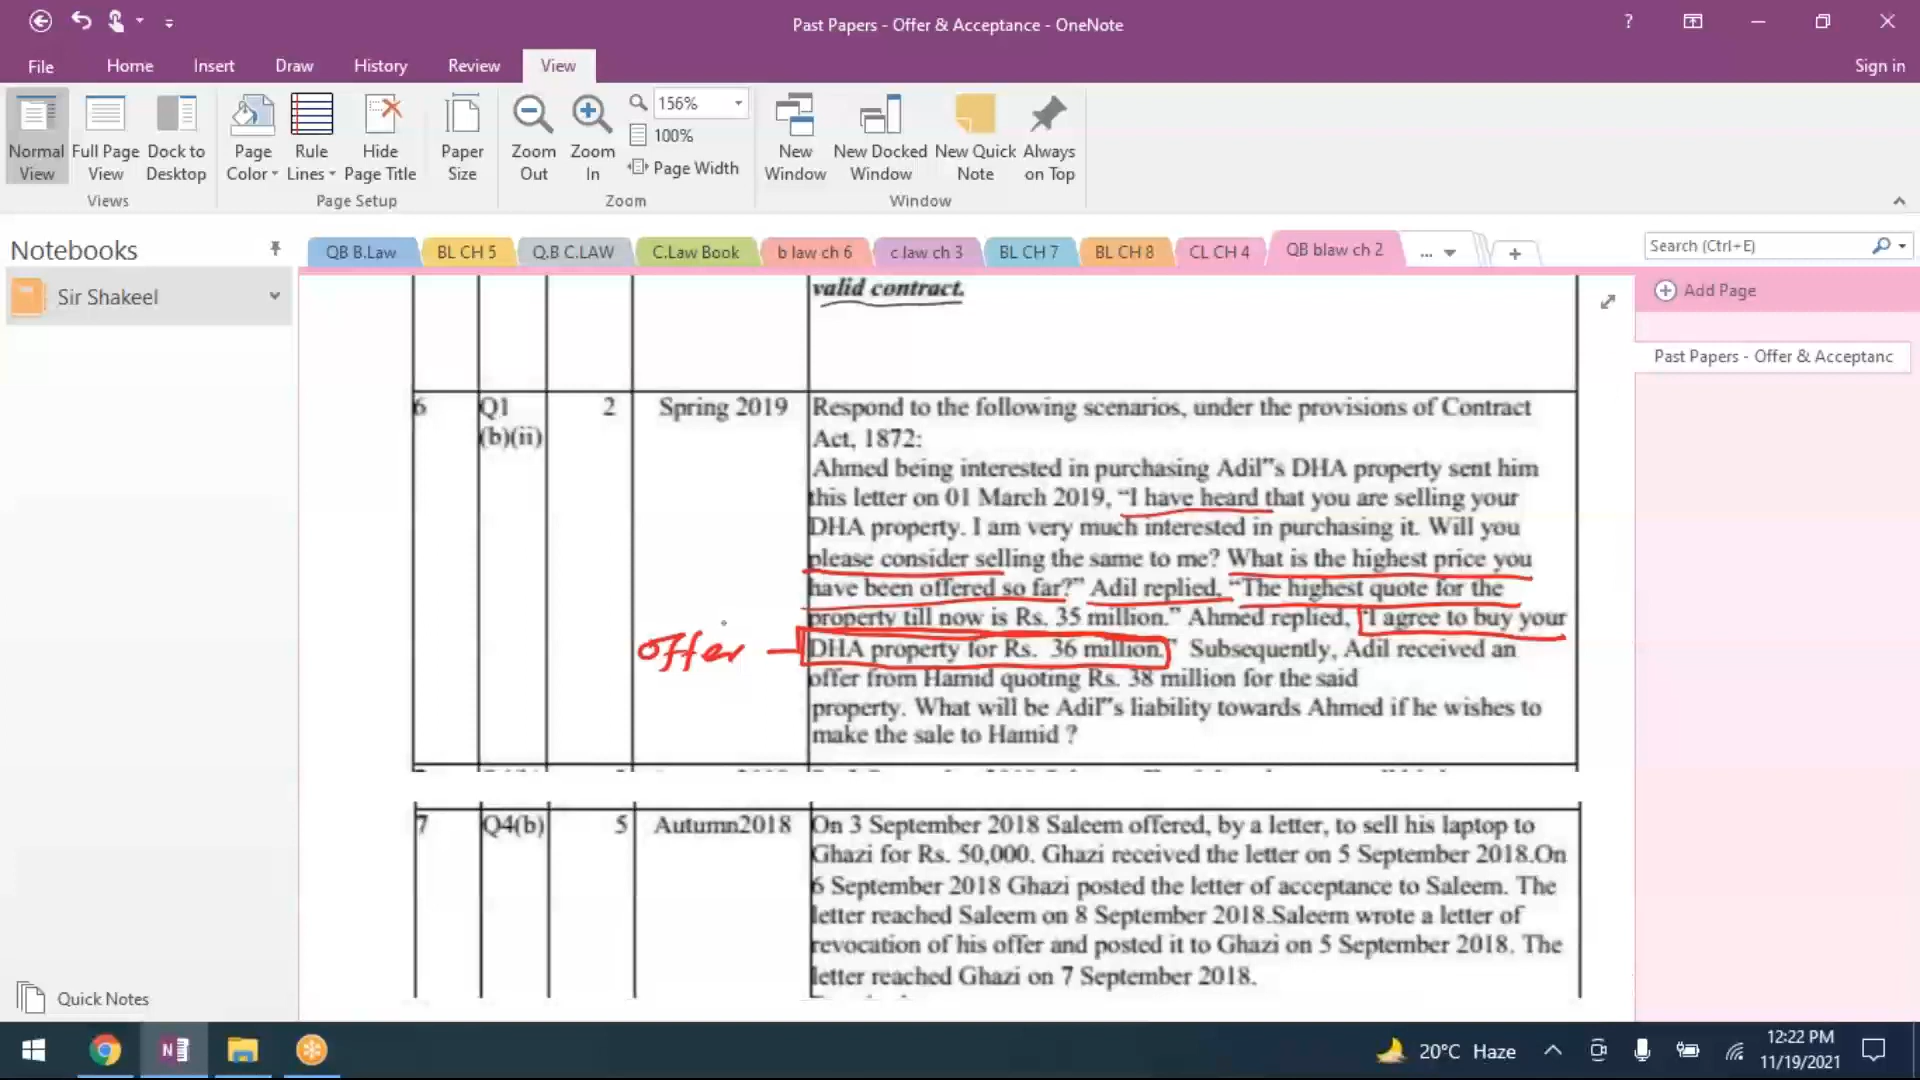 Past Papers - Offer & Acceptance - OneNote
File Home Insert Draw History Review View
Sign in
Normal View
Full Page View
Dock to Desktop
Views
Page Color
Rule Lines
Hide Page Title
Paper Size
Page Setup
Zoom Out
Zoom In
156%
100%
Page Width
Zoom
New Window
New Docked Window
New Quick Note
Always on Top
Window
Notebooks
Sir Shakeel
QB B.Law
BL CH 5
Q.B C.LAW
C.Law Book
b law ch 6
c law ch 3
BL CH 7
BL CH 8
CL CH 4
QB blaw ch 2
...
Search (Ctrl+E)
Add Page
Past Papers - Offer & Acceptanc
valid contract.
6 Q1 (b)(ii) 2 Spring 2019
Respond to the following scenarios, under the provisions of Contract
Act, 1872:
Ahmed being interested in purchasing Adil"s DHA property sent him
this letter on 01 March 2019, “I have heard that you are selling your
DHA property. I am very much interested in purchasing it. Will you
please consider selling the same to me? What is the highest price you
have been offered so far?” Adil replied, “The highest quote for the
property till now is Rs. 35 million.” Ahmed replied, “I agree to buy your
offer
DHA property for Rs. 36 million.” Subsequently, Adil received an
offer from Hamid quoting Rs. 38 million for the said
property. What will be Adil"s liability towards Ahmed if he wishes to
make the sale to Hamid ?
7 Q4(b) 5 Autumn2018
On 3 September 2018 Saleem offered, by a letter, to sell his laptop to
Ghazi for Rs. 50,000. Ghazi received the letter on 5 September 2018.On
6 September 2018 Ghazi posted the letter of acceptance to Saleem. The
letter reached Saleem on 8 September 2018.Saleem wrote a letter of
revocation of his offer and posted it to Ghazi on 5 September 2018. The
letter reached Ghazi on 7 September 2018.
Quick Notes
20°C Haze
12:22 PM
11/19/2021